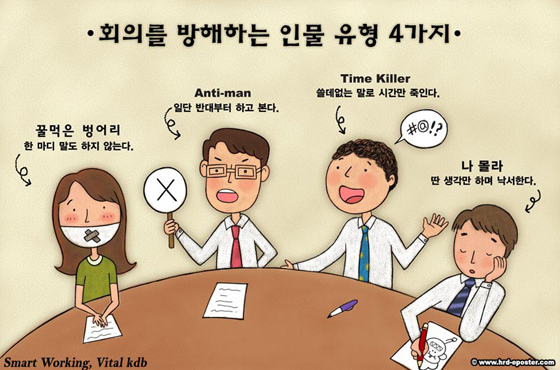 •회의를 방해하는 인물 유형 4가지•
Time Killer
쓸데없는 말로 시간만 죽인다.
Anti-man
일단 반대부터 하고 본다.
#@!?
꿀먹은 벙어리
한 마디 말도 하지 않는다.
나 몰라
딴 생각만 하며 낙서한다.
X
Smart Working, Vital kdb
© www.hrd-eposter.com